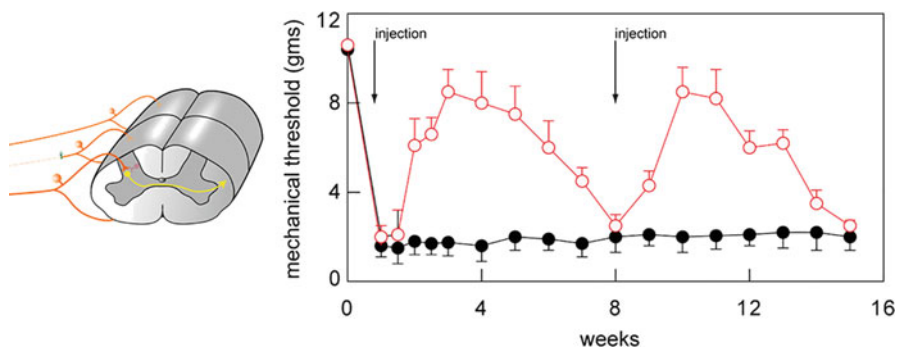 12
8
4
0
mechanical threshold (gms)
injection
injection
0
4
8
12
16
weeks